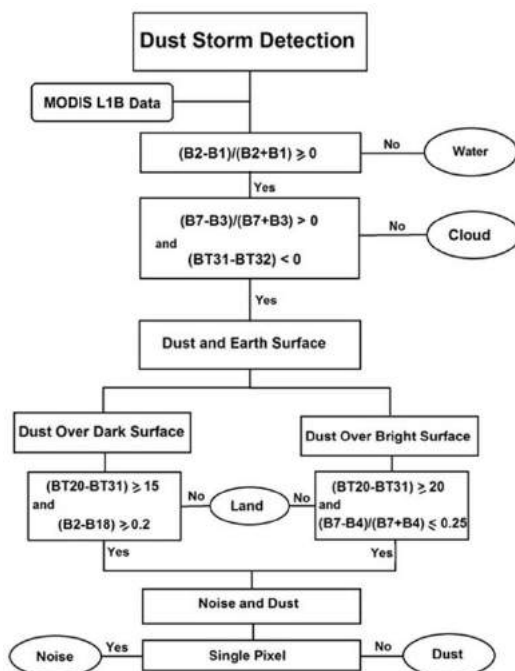 Dust Storm Detection
MODIS L1B Data
(B2-B1)/(B2+B1) ⩾ 0
No
Water
Yes
(B7-B3)/(B7+B3) > 0
and
(BT31-BT32) < 0
No
Cloud
Yes
Dust and Earth Surface
Dust Over Dark Surface
Dust Over Bright Surface
(BT20-BT31) ⩾ 15
and
(B2-B18) ⩾ 0.2
No
Land
No
(BT20-BT31) ⩾ 20
and
(B7-B4)/(B7+B4) ⩽ 0.25
Yes
Yes
Noise and Dust
Noise
Yes
Single Pixel
No
Dust